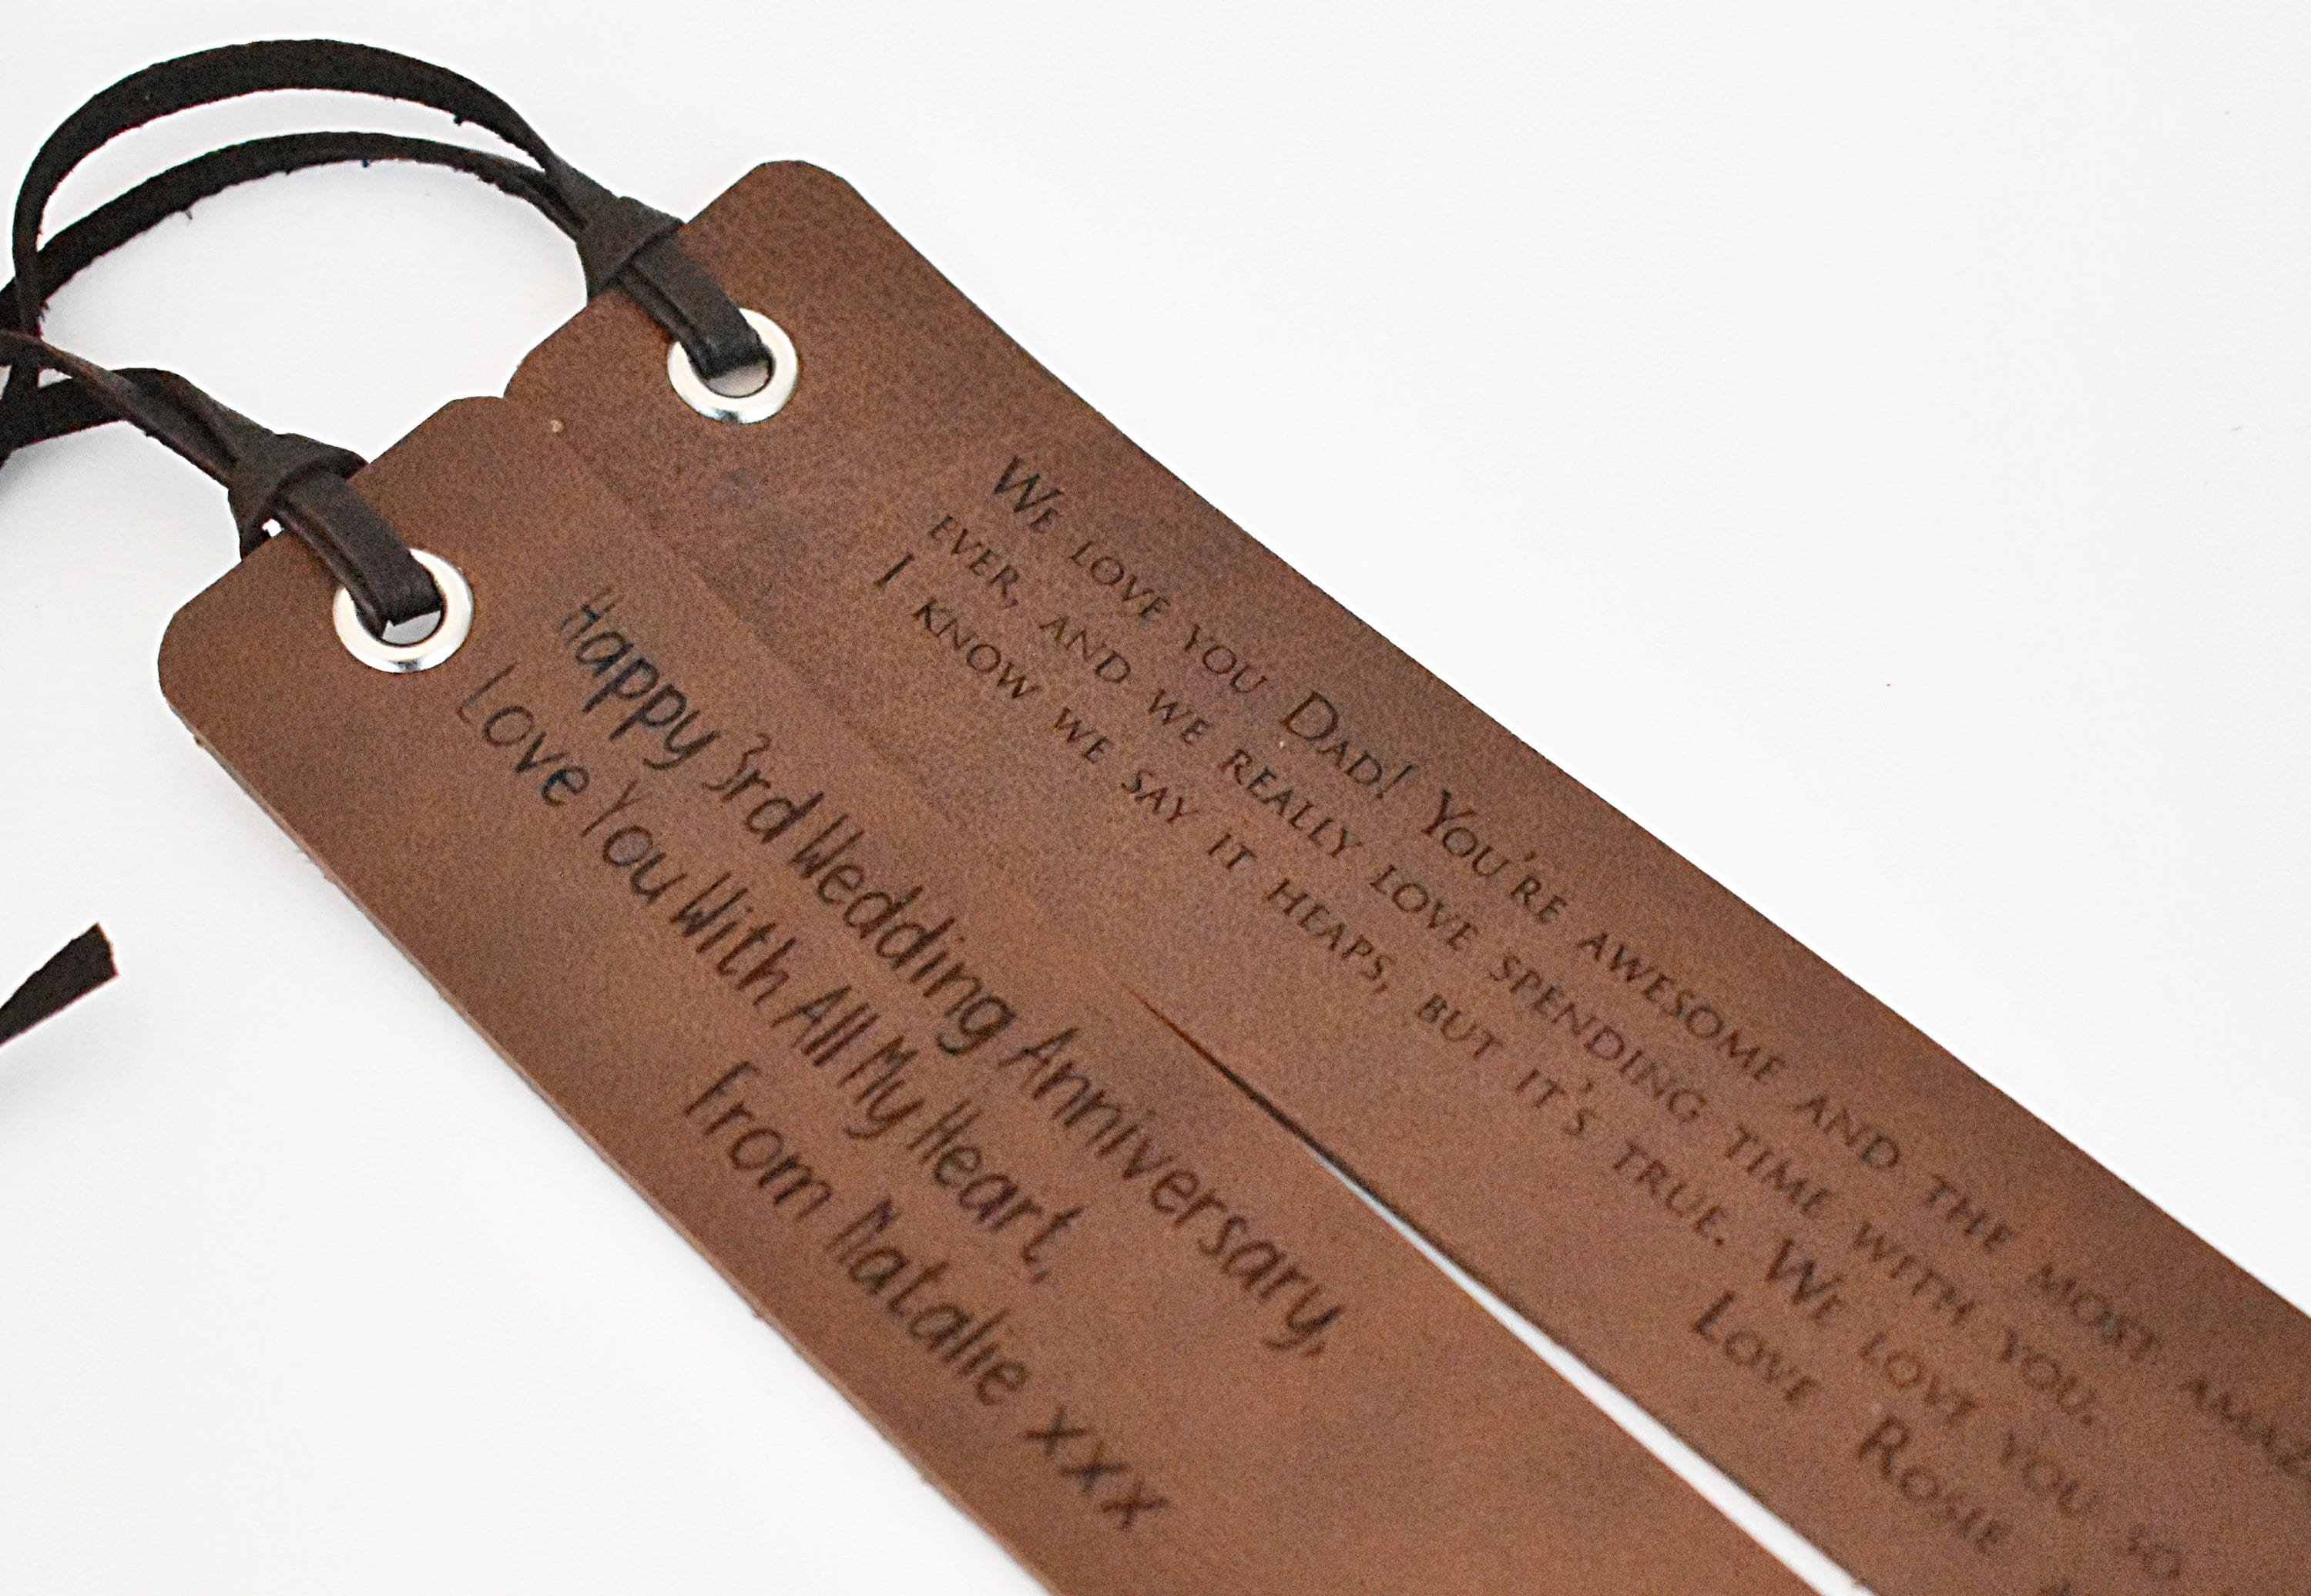 Happy 3rd Wedding Anniversary,
Love You With All My Heart,
From Natalie xxx
We love you Dad! You're awesome and the most
ever, and we really love spending time with you.
I know we say it heaps, but it's true. We love you so
Love Rosie